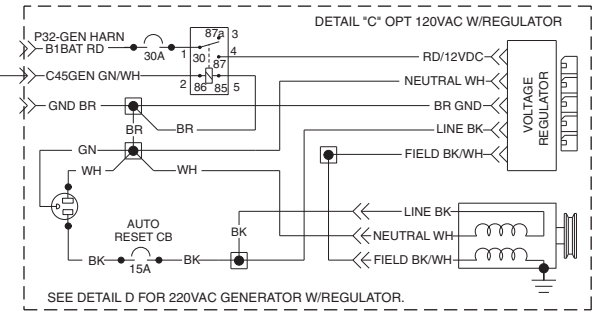 DETAIL "C" OPT 120VAC W/REGULATOR
P32-GEN HARN
B1BAT RD
30A
1
87a
3
30
4
87
2
86
85
5
C45GEN GN/WH
GND BR
BR
BR
GN
WH
WH
RD/12VDC
NEUTRAL WH
BR GND
LINE BK
FIELD BK/WH
VOLTAGE
REGULATOR
AUTO
RESET CB
15A
BK
BK
BK
LINE BK
NEUTRAL WH
FIELD BK/WH
SEE DETAIL D FOR 220VAC GENERATOR W/REGULATOR.